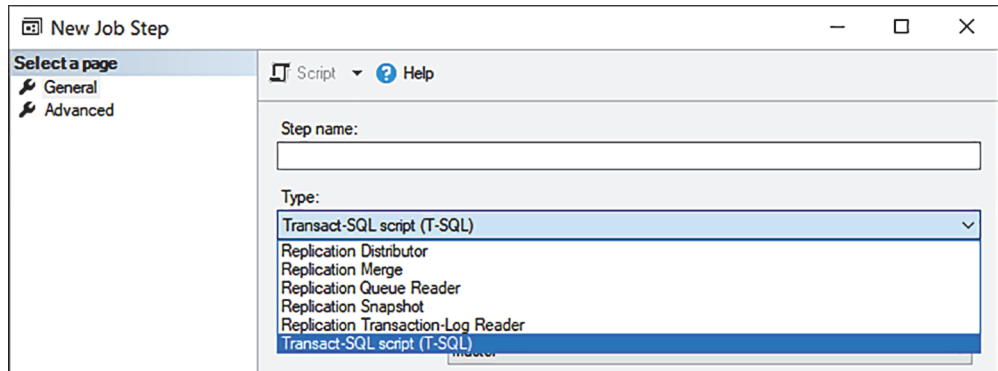 New Job Step
Select a page
General
Advanced
Script
Help
Step name:
Type:
Transact-SQL script (T-SQL)
Replication Distributor
Replication Merge
Replication Queue Reader
Replication Snapshot
Replication Transaction-Log Reader
Transact-SQL script (T-SQL)